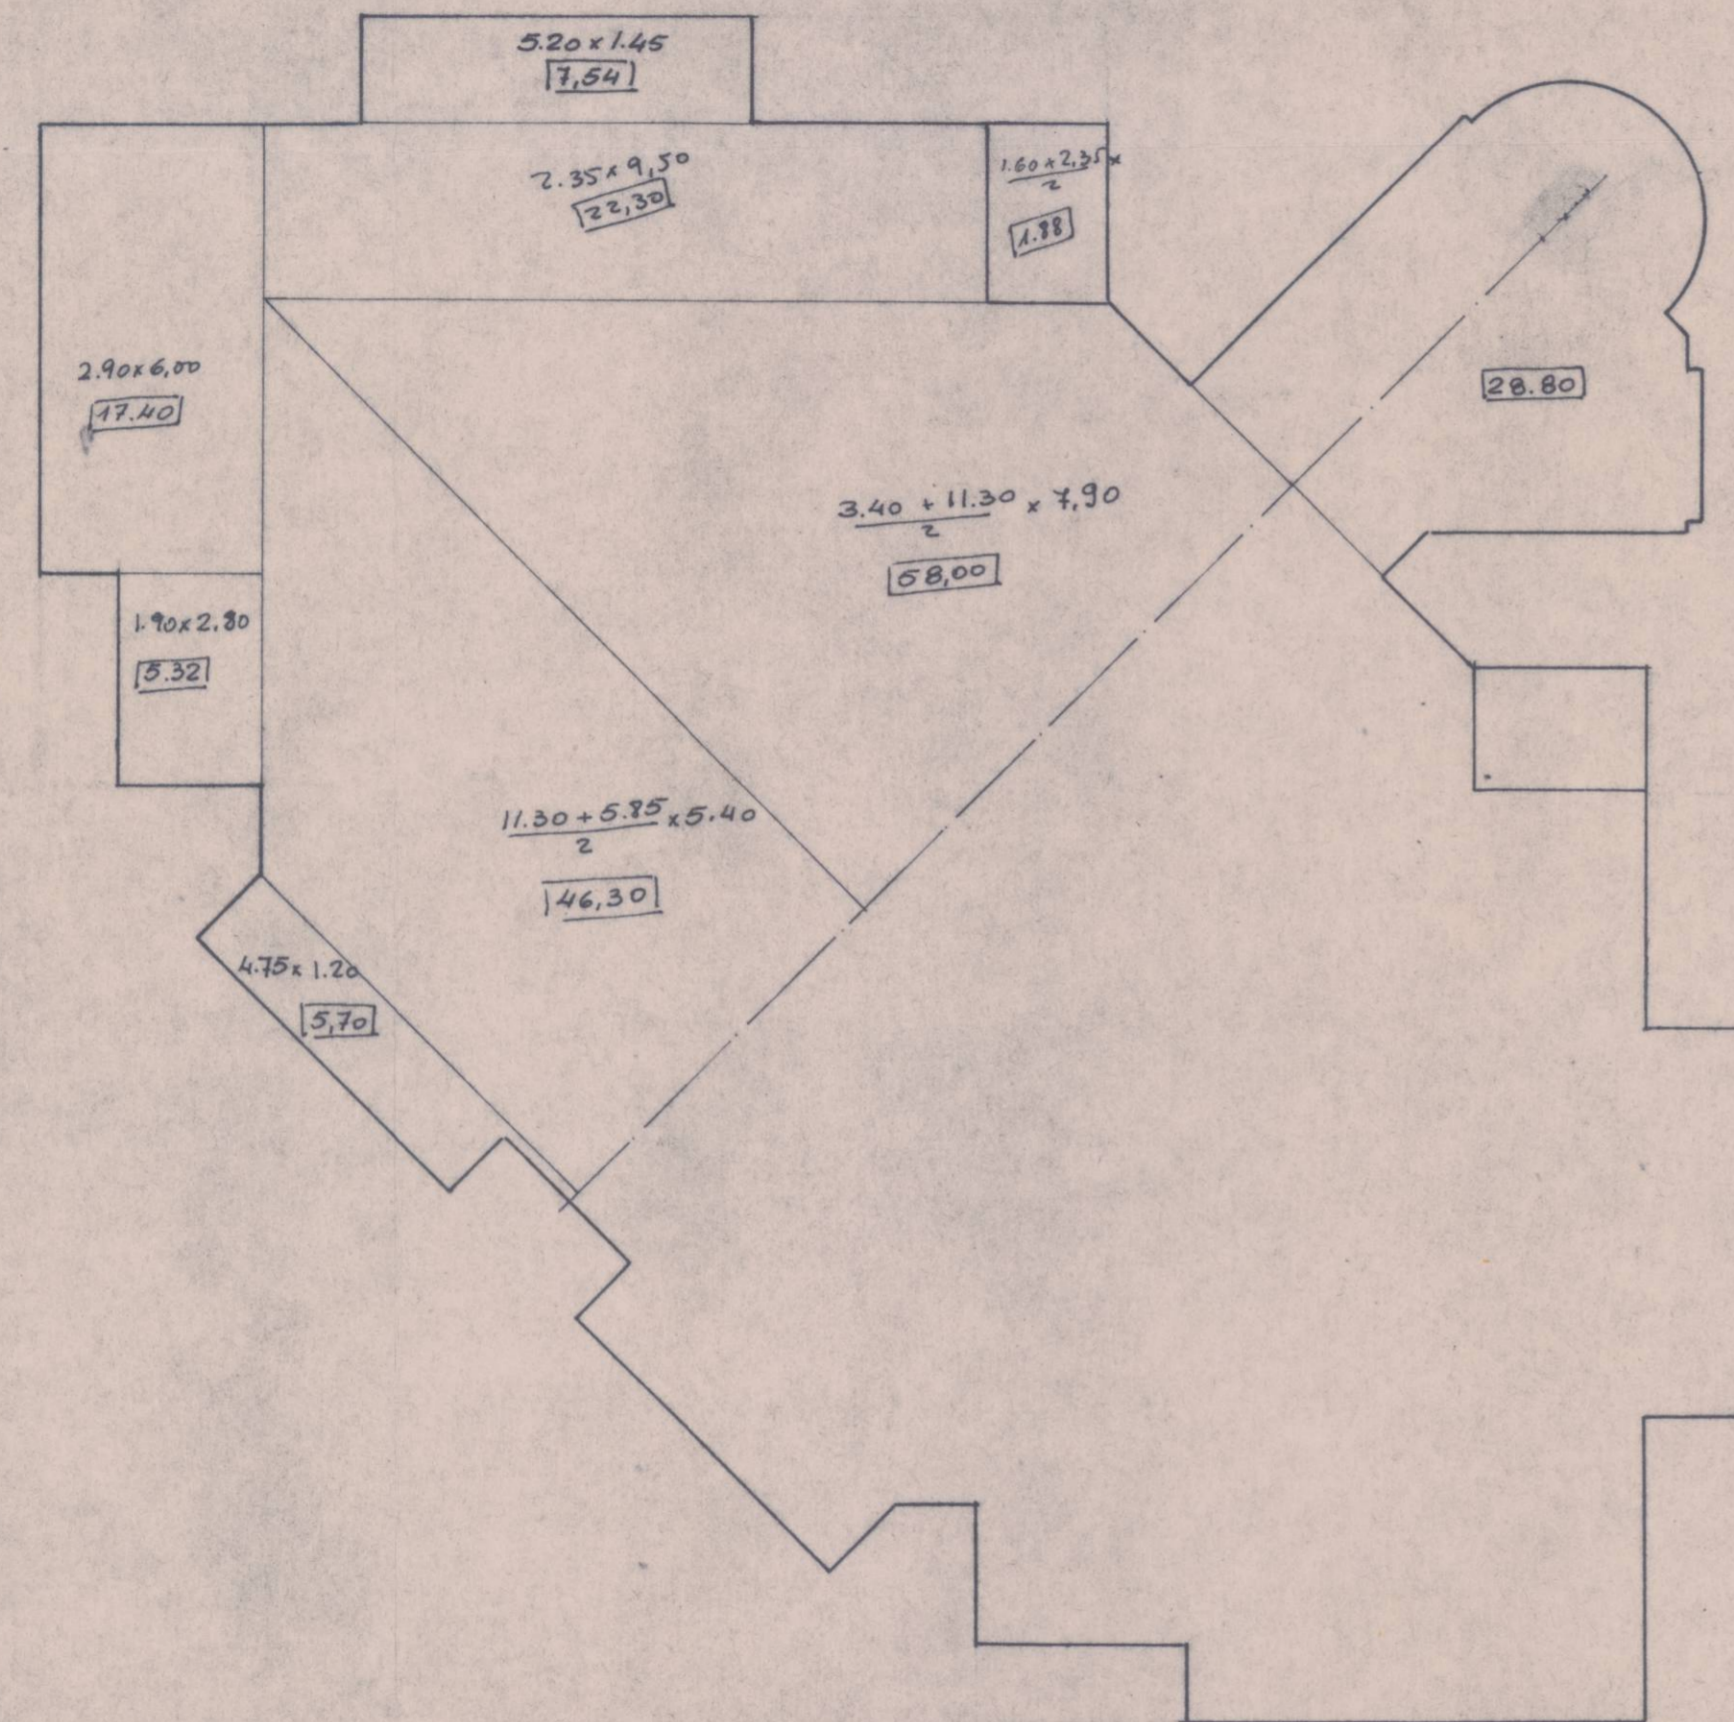 5.20 x 1.45
7,54
2.35 x 9,50
22,30
1.60 x 2,35 x
2
1.88
2.90 x 6,00
17.40
28.80
3.40 + 11.30 x 7,90
2
58,00
1.90 x 2.80
5.32
11.30 + 5.85 x 5.40
2
46,30
4.75 x 1.20
5,70